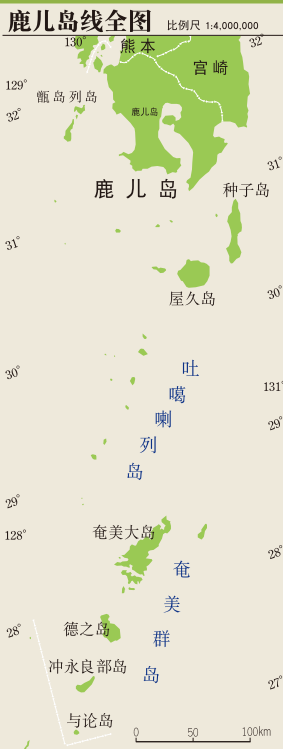 鹿儿岛线全图 比例尺 1:4,000,000
130°
熊本
32°
宫崎
129°
甑岛列岛
32°
鹿儿岛
31°
鹿儿岛
种子岛
31°
30°
屋久岛
30°
吐噶喇列岛
131°
29°
29°
128°
奄美大岛
28°
奄美群岛
28°
德之岛
冲永良部岛
27°
与论岛
0 50 100km